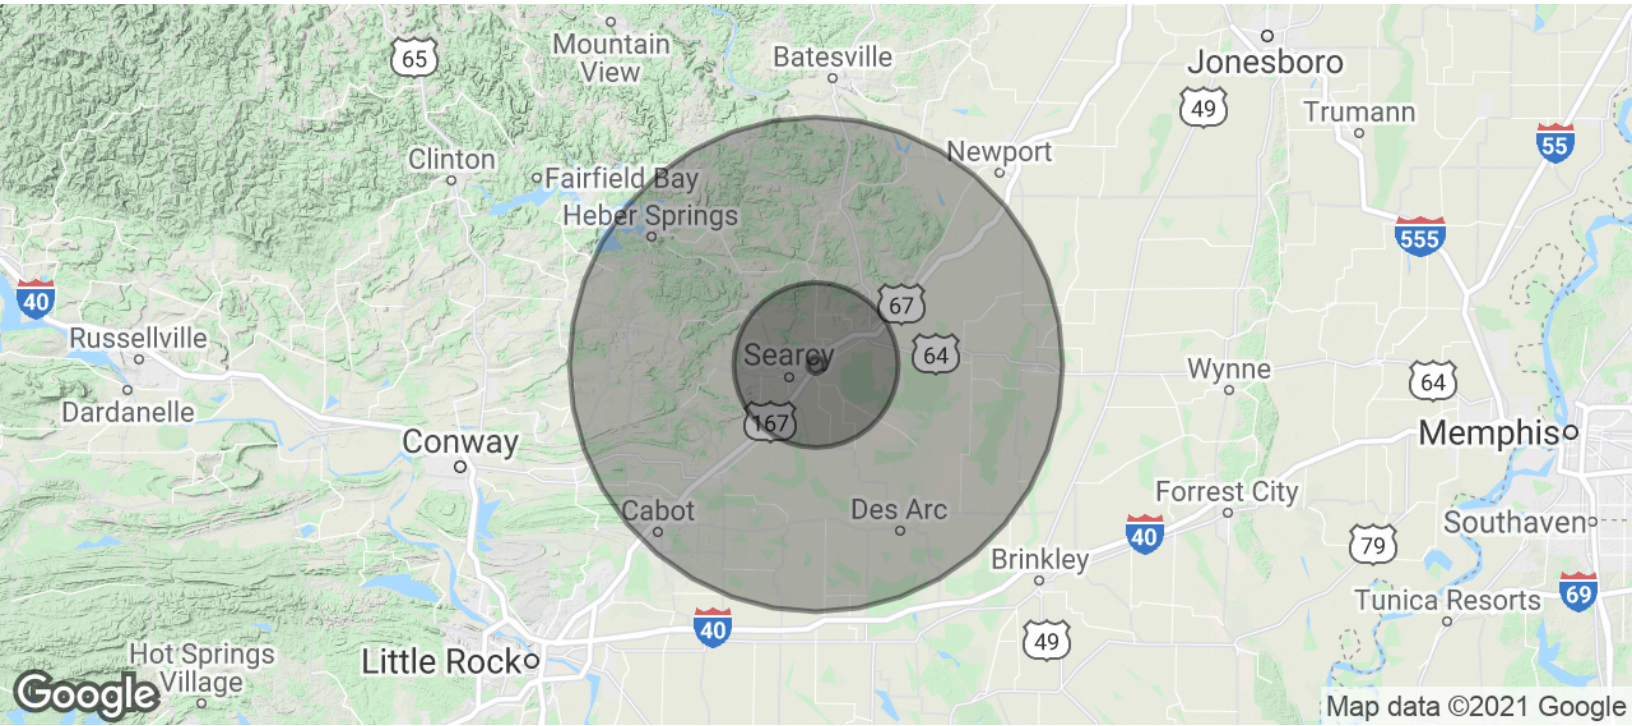 65
Mountain
View
Batesville
Jonesboro
49
Trumann
55
Clinton
Newport
Fairfield Bay
Heber Springs
555
40
67
Russellville
Searcy
64
Wynne
64
Dardanelle
167
Conway
Memphis
Cabot
Des Arc
Forrest City
Southaven
40
79
Brinkley
69
Tunica Resorts
40
49
Hot Springs
Village
Little Rock
Google
Map data ©2021 Google